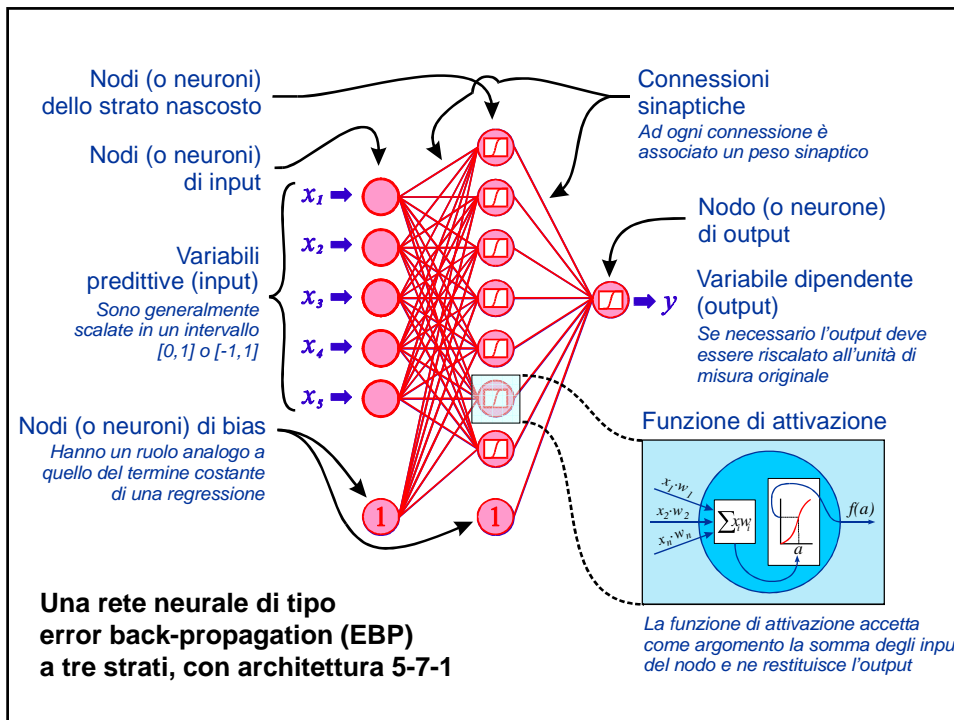 Nodi (o neuroni)
dello strato nascosto
Connessioni
sinaptiche
Ad ogni connessione è
associato un peso sinaptico
Nodi (o neuroni)
di input
Variabili
predittive (input)
Sono generalmente
scalate in un intervallo
[0,1] o [-1,1]
x1
x2
x3
x4
x5
Nodo (o neurone)
di output
y
Variabile dipendente
(output)
Se necessario l'output deve
essere riscalato all'unità di
misura originale
Nodi (o neuroni) di bias
Hanno un ruolo analogo a
quello del termine costante
di una regressione
1
1
Funzione di attivazione
x1·w1
x2·w2
xn·wn
∑xiwi
a
f(a)
La funzione di attivazione accetta
come argomento la somma degli inpu
del nodo e ne restituisce l'output
Una rete neurale di tipo
error back-propagation (EBP)
a tre strati, con architettura 5-7-1